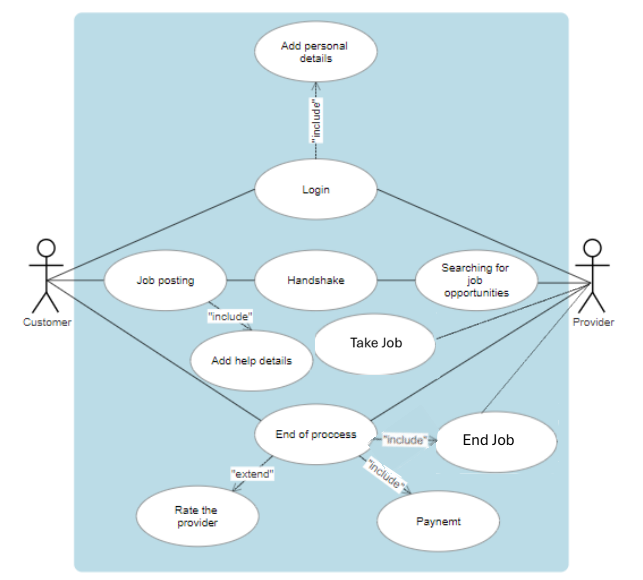 Add personal
details
"include"
Login
Job posting
Handshake
Searching for
job
opportunities
Customer
Provider
"include"
Take Job
Add help details
End of proccess
"include"
End Job
"extend"
"include"
Rate the
provider
Paynemt